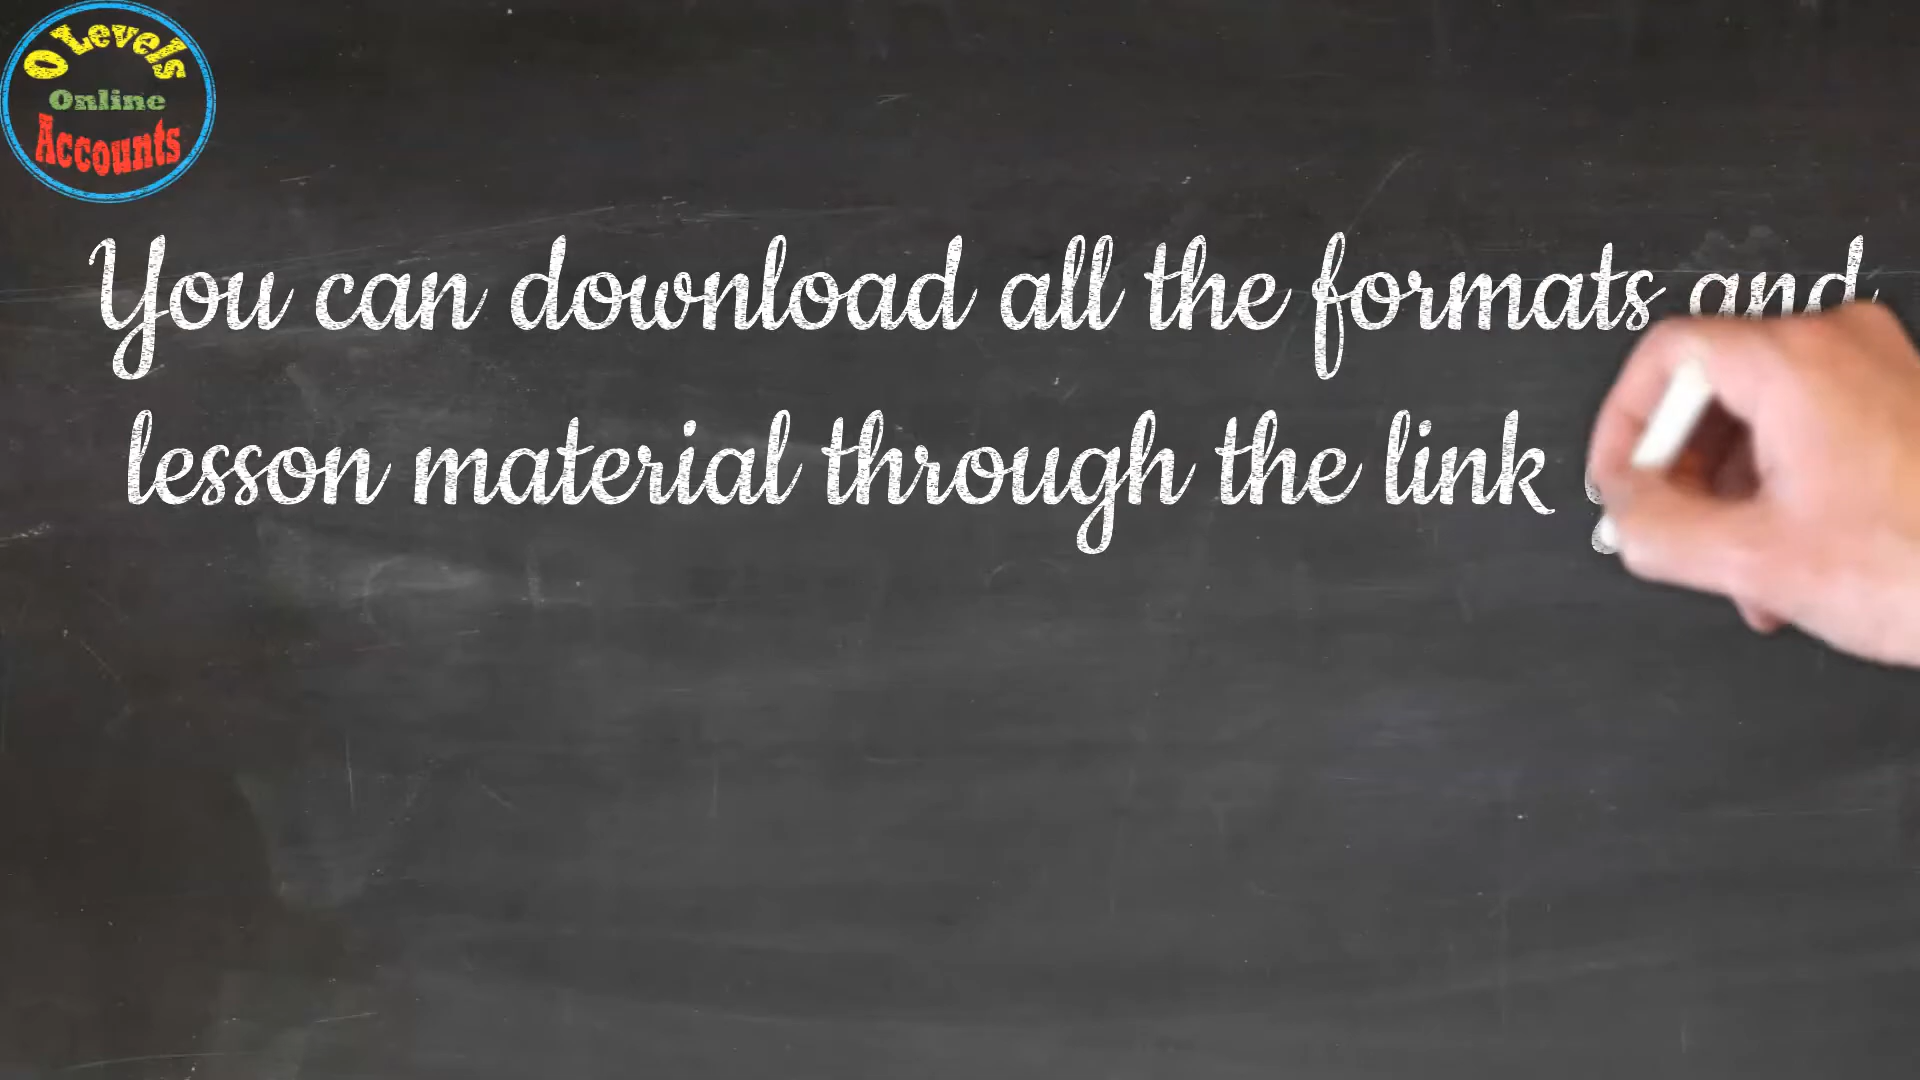 O Levels
Online
Accounts
You can download all the formats and
lesson material through the link